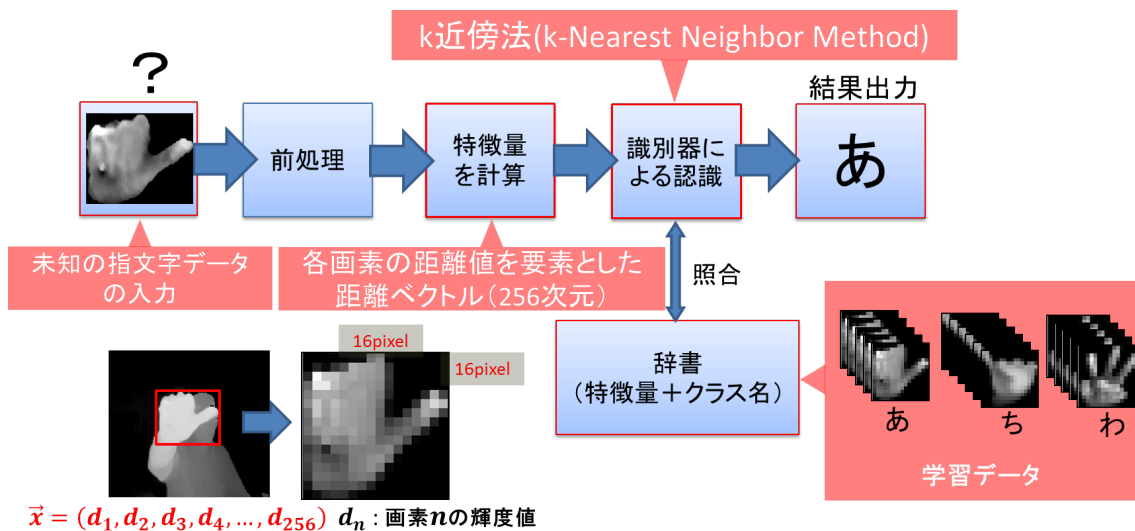 k近傍法(k-Nearest Neighbor Method)
?
結果出力
前処理
特徴量
を計算
識別器に
よる認識
あ
未知の指文字データ
の入力
各画素の距離値を要素とした
距離ベクトル（256次元）
照合
16pixel
16pixel
辞書
（特徴量＋クラス名）
あ
ち
わ
学習データ
x⃗ = (d₁, d₂, d₃, d₄, ..., d₂₅₆) dₙ : 画素nの輝度値